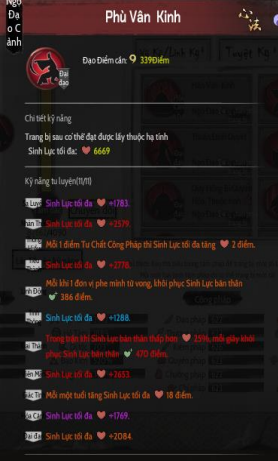 Ngộ
Đạo
Cảnh
Phù Vân Kinh
Đại
đạo
Đạo Điểm cần: 339Điểm
Chi tiết kỹ năng
Trang bị sau có thể đạt được lấy thuộc hạ tính
Sinh Lực tối đa: 6669
Kỹ năng tu luyện(11/11)
Sinh Lực tối đa +1783.
Sinh Lực tối đa +2579.
Mỗi 1 điểm Tư Chất Công Pháp thì Sinh Lực tối đa tăng 2 điểm.
Sinh Lực tối đa +2778.
Mỗi khi 1 đơn vị phe mình tử vong, khôi phục Sinh Lực bản thân
386 điểm.
Sinh Lực tối đa +1288.
Trong trận khi Sinh Lực bản thân thấp hơn 25%, mỗi giây khôi
phục Sinh Lực bản thân 470 điểm.
Sinh Lực tối đa +2653.
Mỗi một tuổi tăng Sinh Lực tối đa 18 điểm.
Sinh Lực tối đa +1769.
Sinh Lực tối đa +2084.